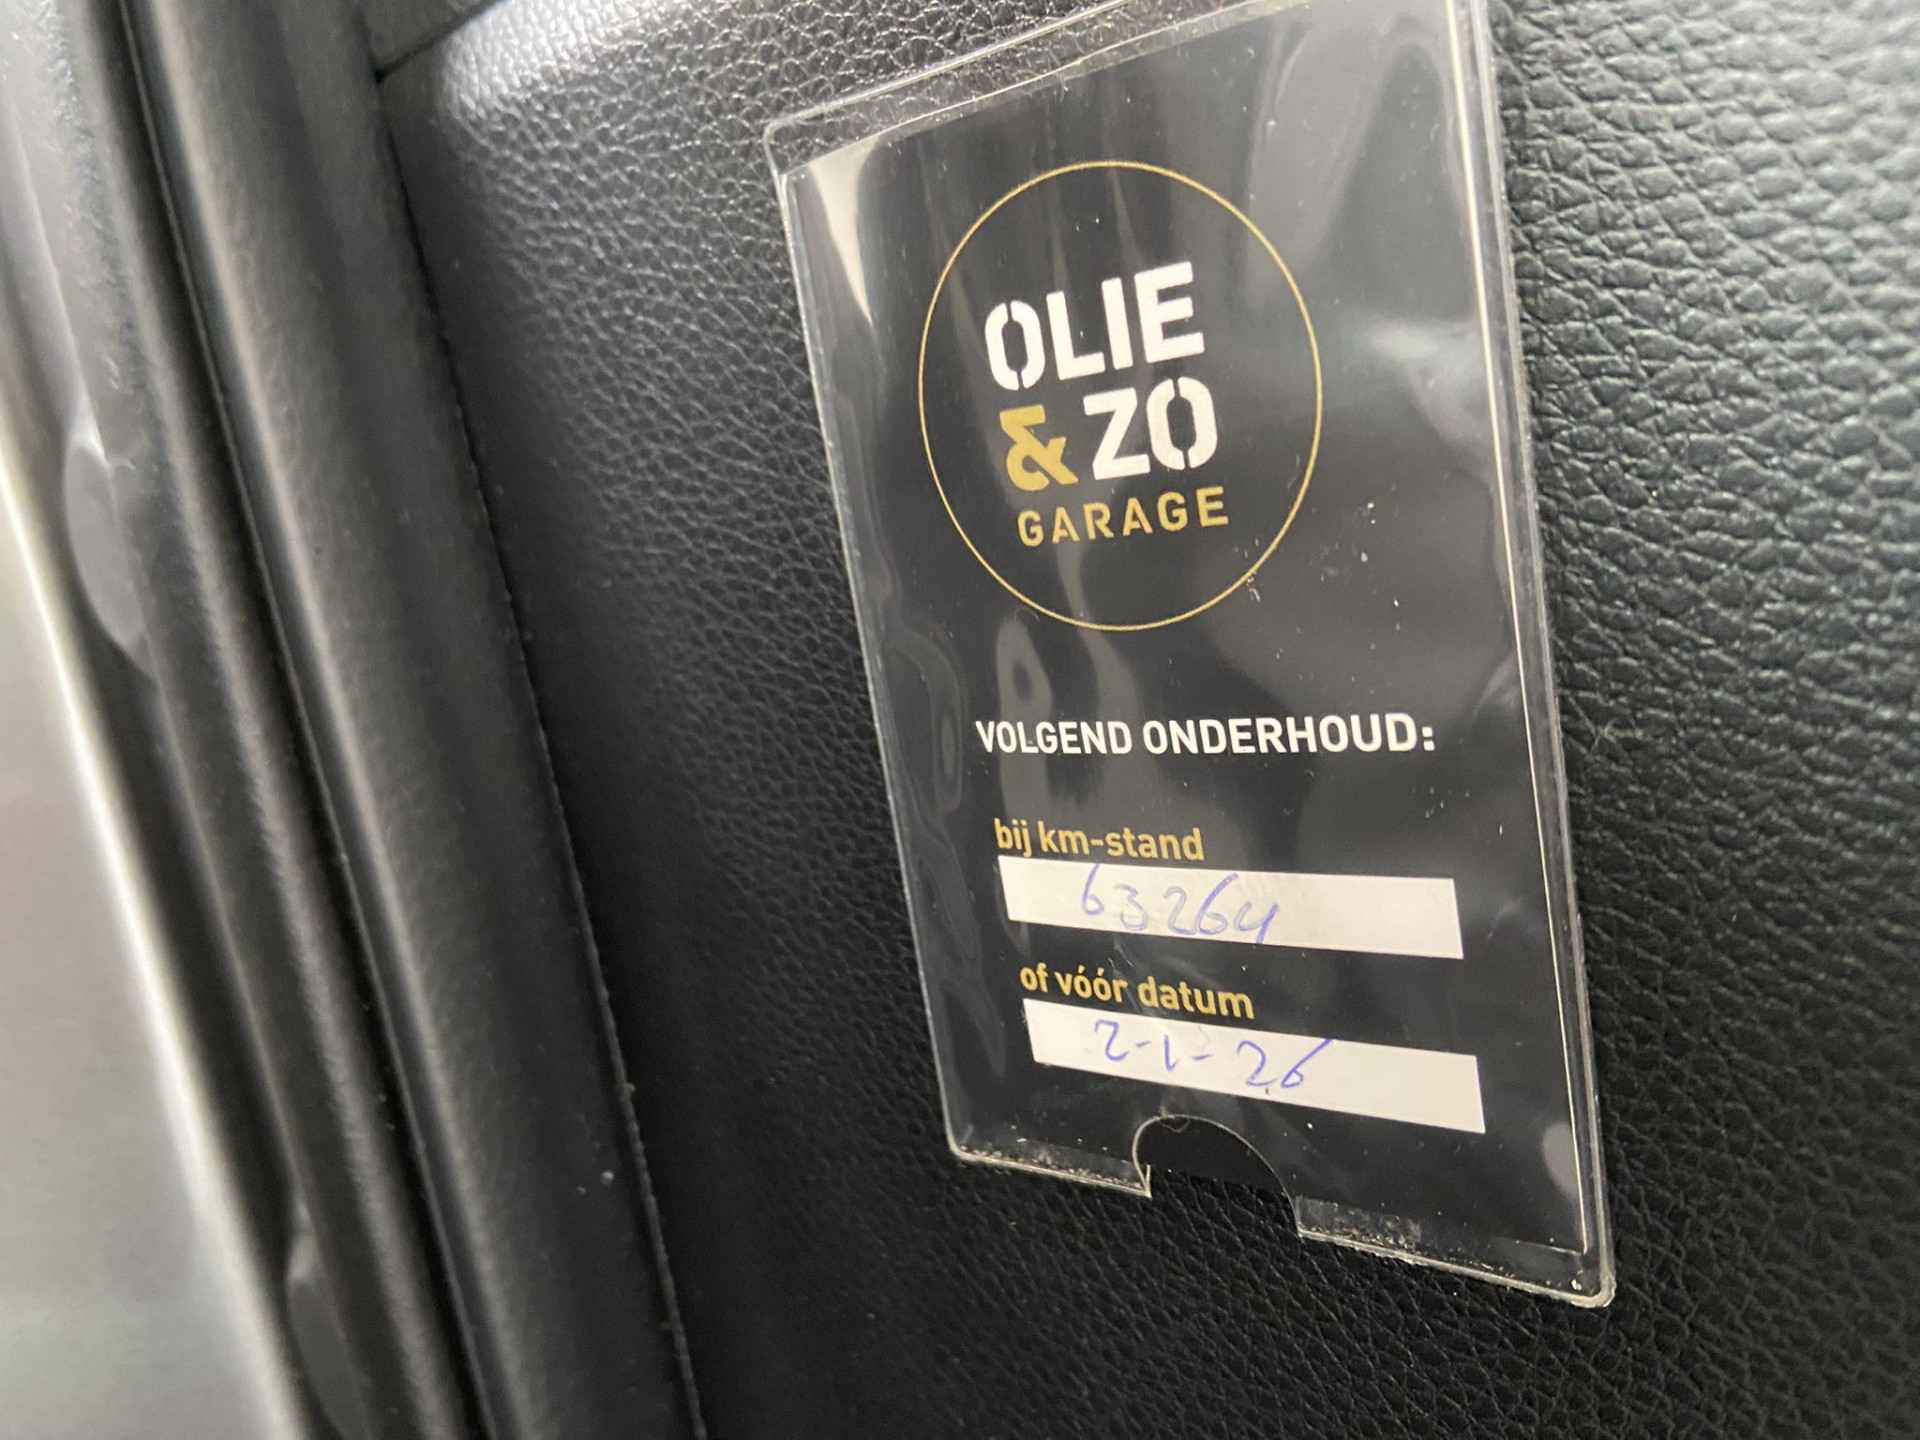 OLIE
& ZO
GARAGE
VOLGEND ONDERHOUD:
bij km-stand
63264
of vóór datum
2-1-26